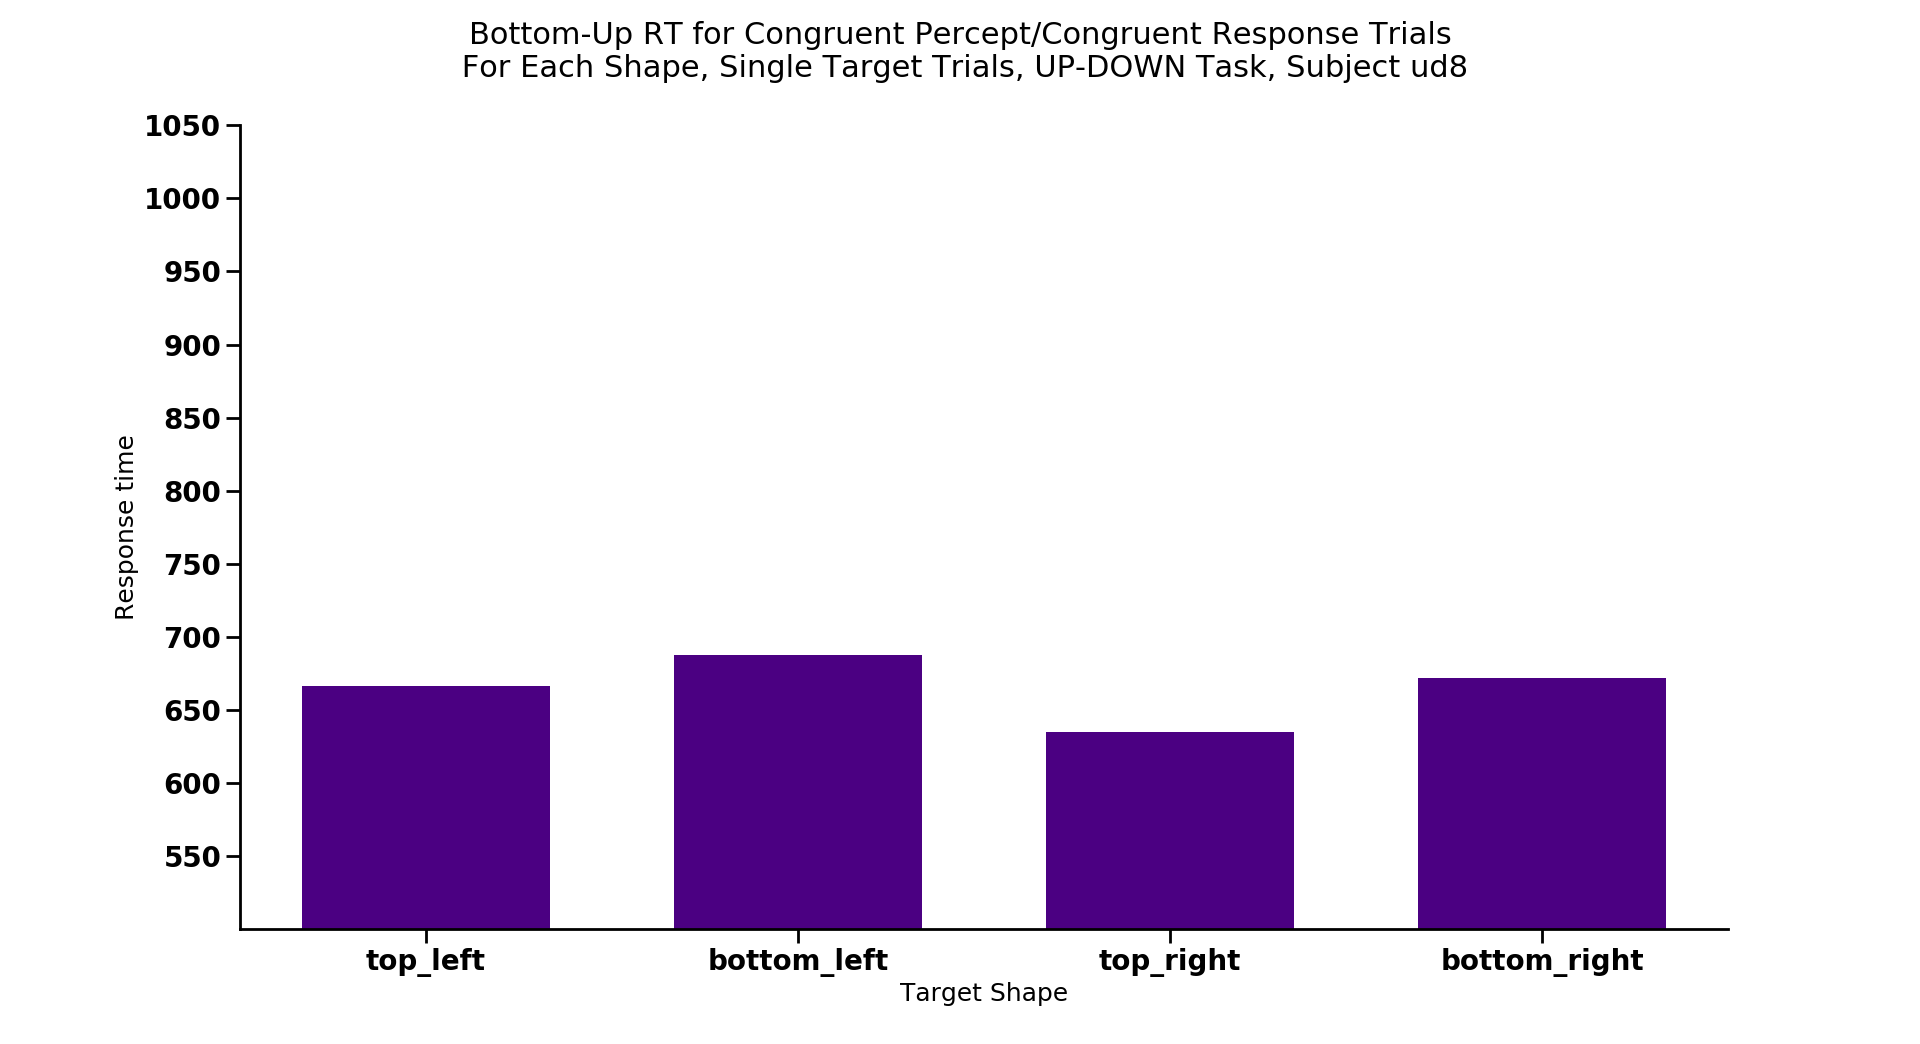 Bottom-Up RT for Congruent Percept/Congruent Response Trials
For Each Shape, Single Target Trials, UP-DOWN Task, Subject ud8
1050
1000
950
900
850
800
750
700
650
600
550
Response time
top_left bottom_left top_right bottom_right
Target Shape